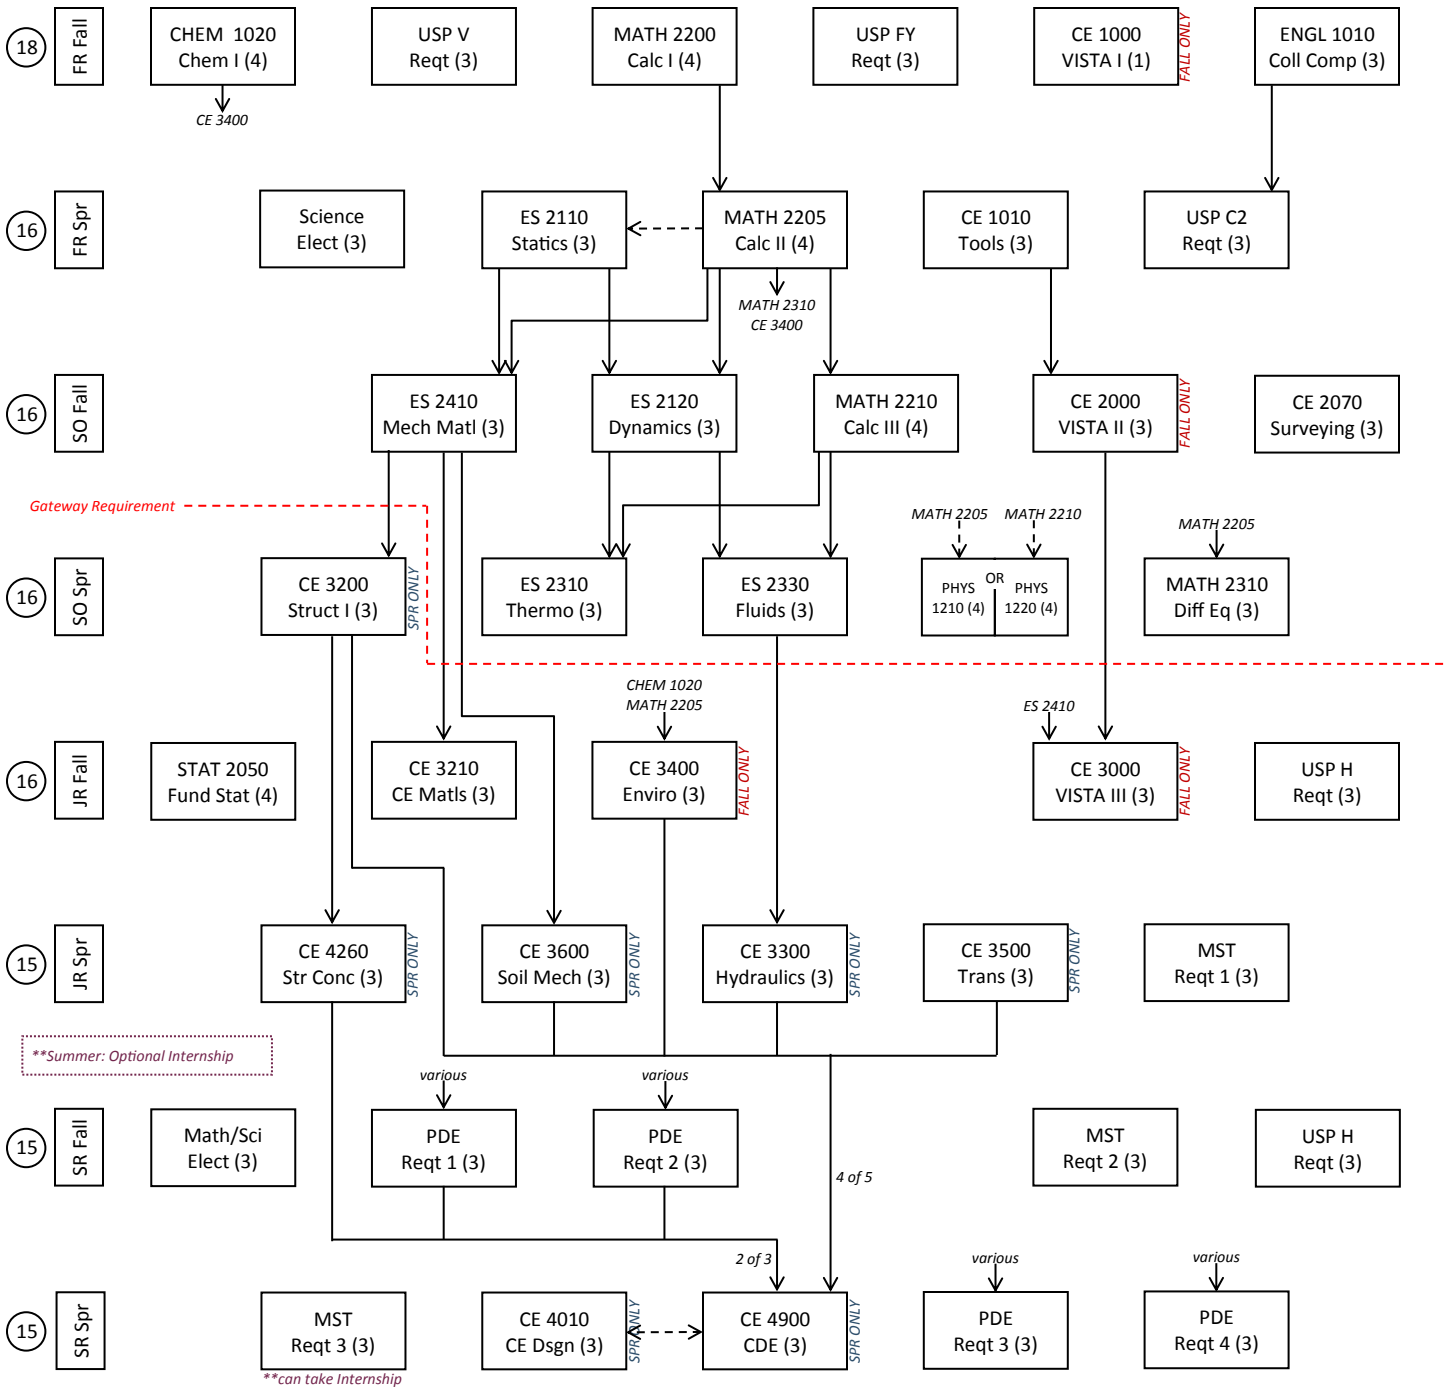 18
FR Fall
CHEM 1020
Chem I (4)
USP V
Reqt (3)
MATH 2200
Calc I (4)
USP FY
Reqt (3)
CE 1000
VISTA I (1)
FALL ONLY
ENGL 1010
Coll Comp (3)
CE 3400
16
FR Spr
Science
Elect (3)
ES 2110
Statics (3)
MATH 2205
Calc II (4)
CE 1010
Tools (3)
USP C2
Reqt (3)
MATH 2310
CE 3400
16
SO Fall
ES 2410
Mech Matl (3)
ES 2120
Dynamics (3)
MATH 2210
Calc III (4)
CE 2000
VISTA II (3)
FALL ONLY
CE 2070
Surveying (3)
Gateway Requirement
MATH 2205
MATH 2210
MATH 2205
16
SO Spr
CE 3200
Struct I (3)
SPR ONLY
ES 2310
Thermo (3)
ES 2330
Fluids (3)
PHYS
1210 (4)
OR
PHYS
1220 (4)
MATH 2310
Diff Eq (3)
CHEM 1020
MATH 2205
ES 2410
16
JR Fall
STAT 2050
Fund Stat (4)
CE 3210
CE Matls (3)
CE 3400
Enviro (3)
FALL ONLY
CE 3000
VISTA III (3)
FALL ONLY
USP H
Reqt (3)
15
JR Spr
CE 4260
Str Conc (3)
SPR ONLY
CE 3600
Soil Mech (3)
SPR ONLY
CE 3300
Hydraulics (3)
SPR ONLY
CE 3500
Trans (3)
SPR ONLY
MST
Reqt 1 (3)
**Summer: Optional Internship
various
various
15
SR Fall
Math/Sci
Elect (3)
PDE
Reqt 1 (3)
PDE
Reqt 2 (3)
4 of 5
MST
Reqt 2 (3)
USP H
Reqt (3)
2 of 3
various
various
15
SR Spr
MST
Reqt 3 (3)
CE 4010
CE Dsgn (3)
SPR ONLY
CE 4900
CDE (3)
SPR ONLY
PDE
Reqt 3 (3)
PDE
Reqt 4 (3)
**can take Internship